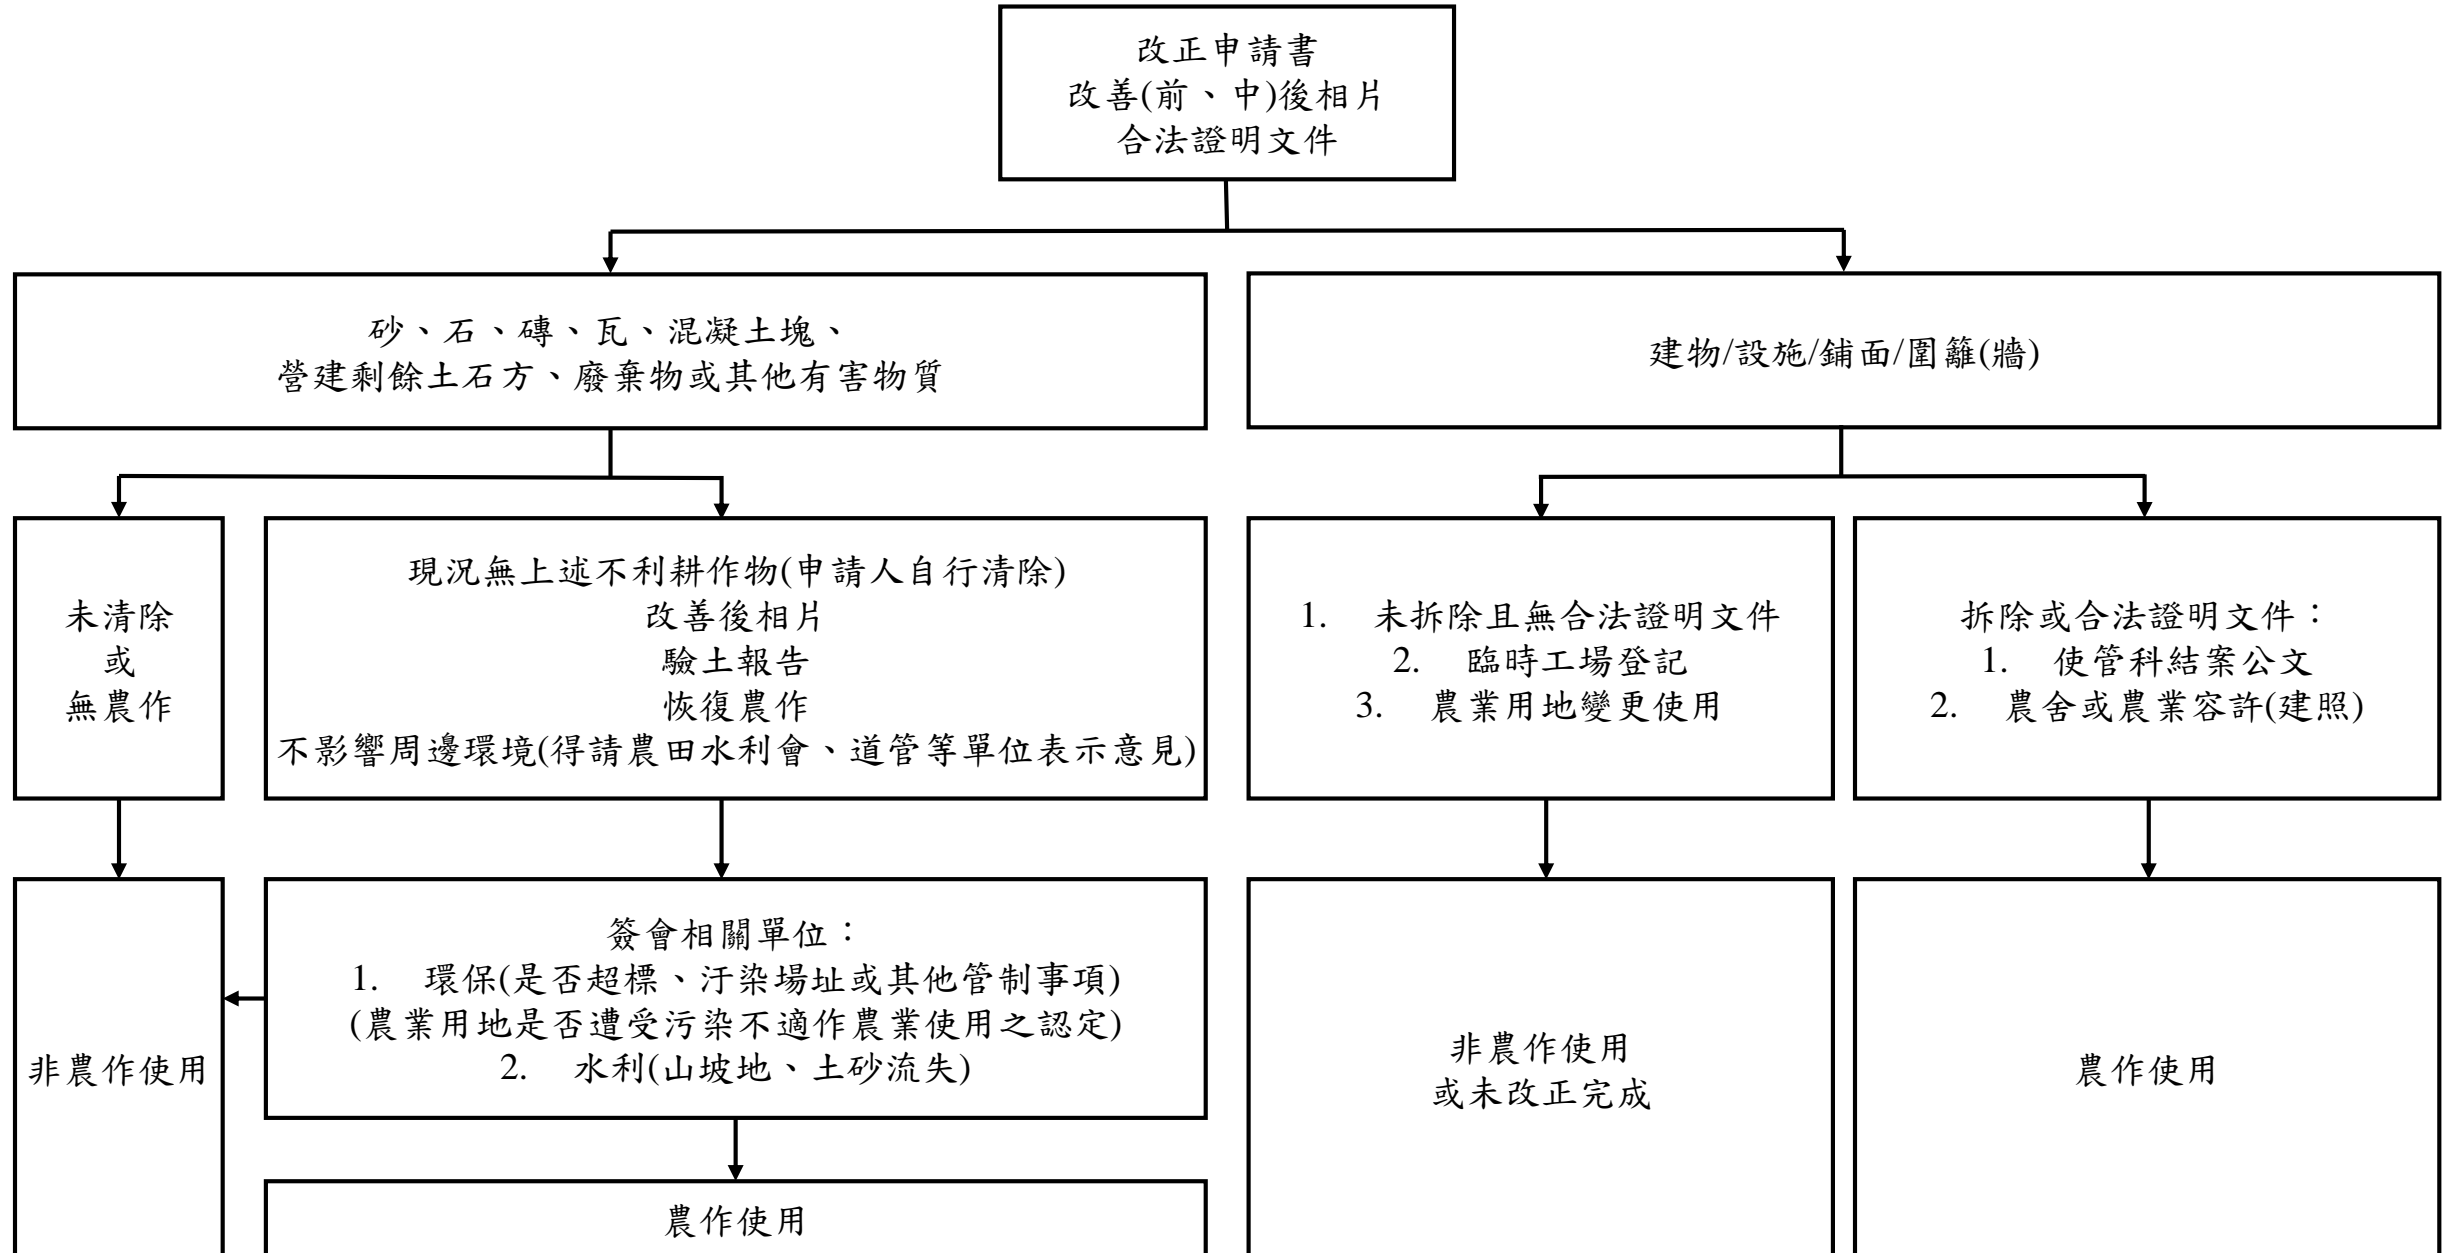 改正申請書
改善(前、中)後相片
合法證明文件
砂、石、磚、瓦、混凝土塊、
營建剩餘土石方、廢棄物或其他有害物質
建物/設施/鋪面/圍籬(牆)
未清除
或
無農作
現況無上述不利耕作物(申請人自行清除)
改善後相片
驗土報告
恢復農作
不影響周邊環境(得請農田水利會、道管等單位表示意見)
1. 未拆除且無合法證明文件
2. 臨時工場登記
3. 農業用地變更使用
拆除或合法證明文件：
1. 使管科結案公文
2. 農舍或農業容許(建照)
非農作使用
簽會相關單位：
1. 環保(是否超標、汙染場址或其他管制事項)
(農業用地是否遭受污染不適作農業使用之認定)
2. 水利(山坡地、土砂流失)
農作使用
非農作使用
或未改正完成
農作使用